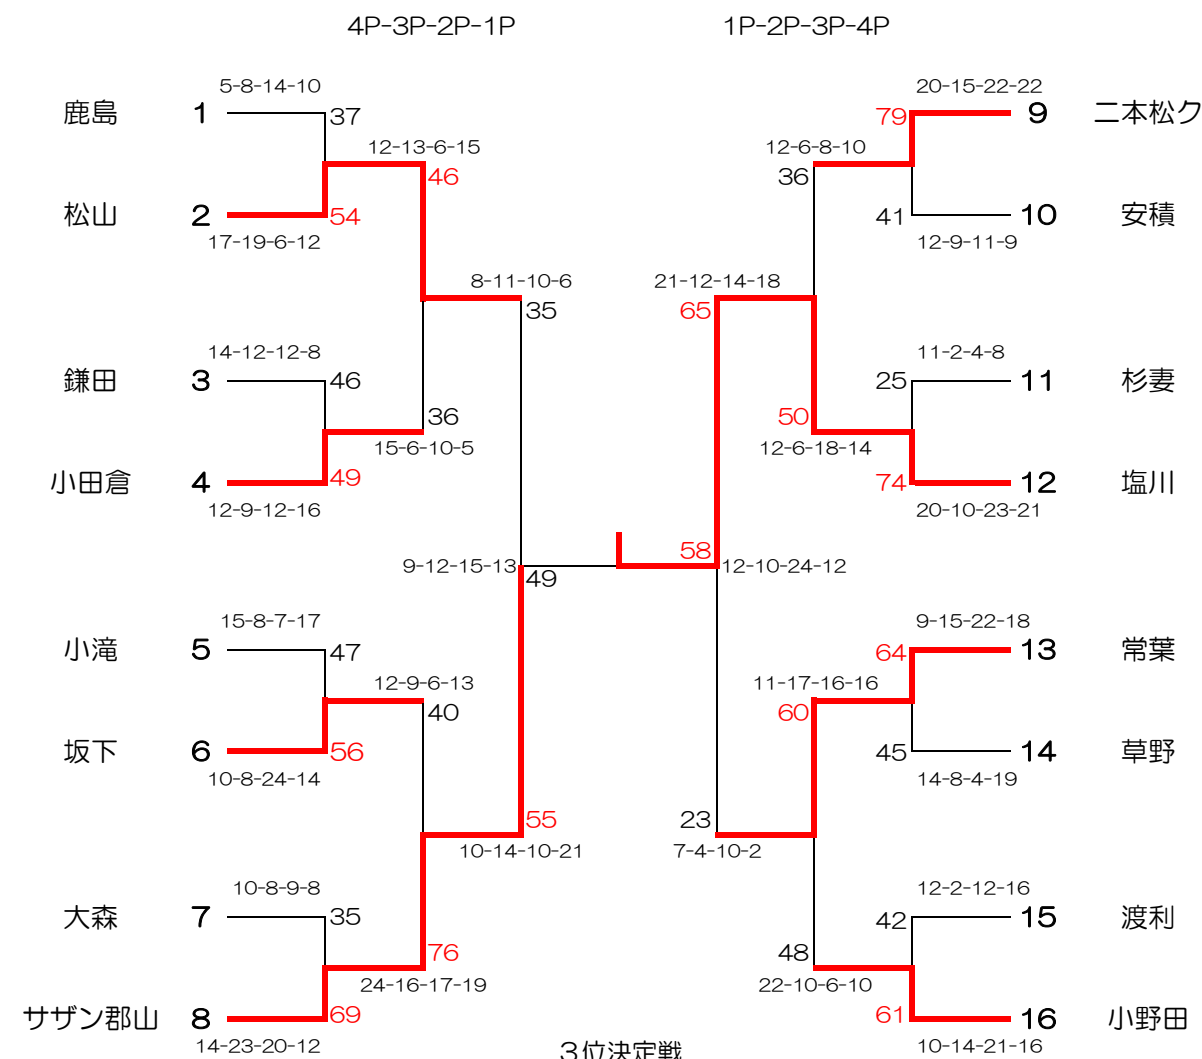 4P-3P-2P-1P 1P-2P-3P-4P
5-8-14-10 20-15-22-22
鹿島 1 37 79 9 二本松ク
12-13-6-15 12-6-8-10
46 36
松山 2 54 41 10 安積
17-19-6-12 12-9-11-9
8-11-10-6 21-12-14-18
35 65
14-12-12-8 11-2-4-8
鎌田 3 46 25 11 杉妻
36 50
15-6-10-5 12-6-18-14
小田倉 4 49 74 12 塩川
12-9-12-16 20-10-23-21
58
9-12-15-13 12-10-24-12
49
15-8-7-17 9-15-22-18
小滝 5 47 64 13 常葉
12-9-6-13 11-17-16-16
40 60
坂下 6 56 45 14 草野
10-8-24-14 14-8-4-19
55 23
10-14-10-21 7-4-10-2
10-8-9-8 12-2-12-16
大森 7 35 42 15 渡利
76 48
24-16-17-19 22-10-6-10
サザン郡山 8 69 61 16 小野田
14-23-20-12 10-14-21-16
3位決定戦